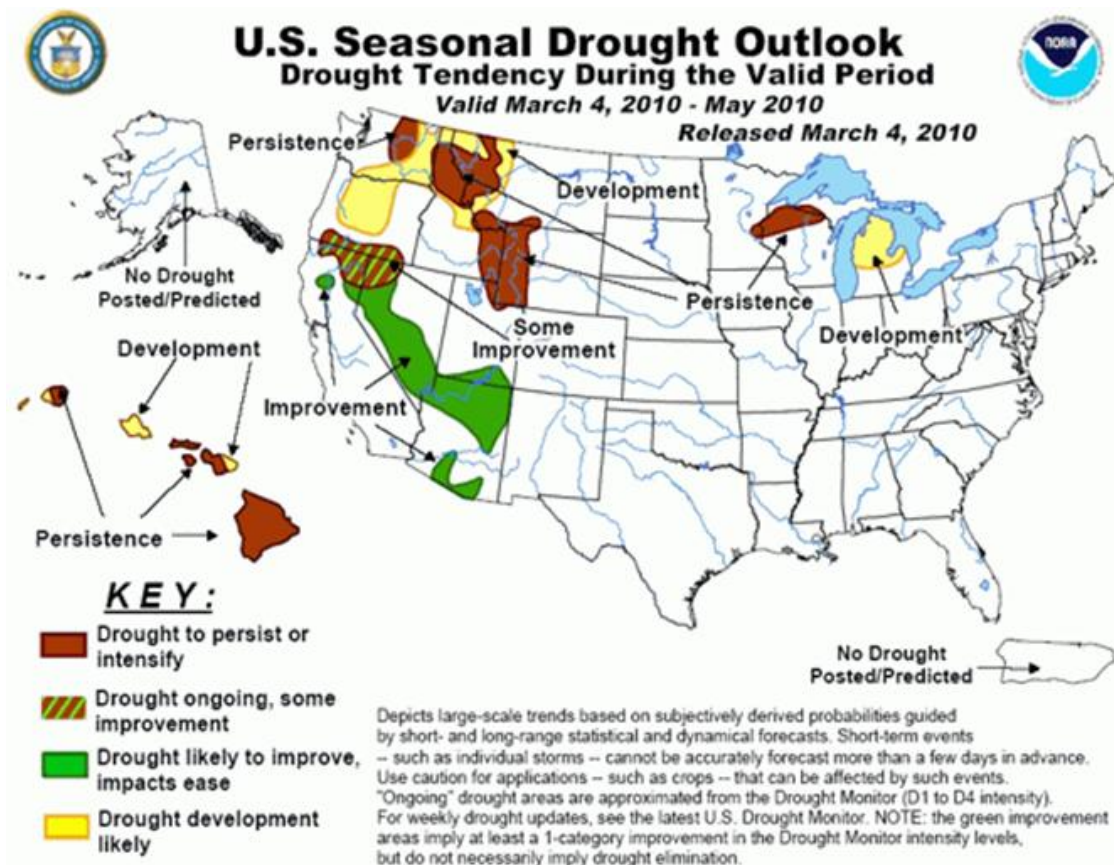 U.S. Seasonal Drought Outlook
Drought Tendency During the Valid Period
Valid March 4, 2010 - May 2010
Released March 4, 2010
NOAA
Persistence
Development
No Drought
Posted/Predicted
Development
Persistence
Some
Improvement
Persistence
Development
Improvement
Persistence
KEY:
Drought to persist or
intensify
Drought ongoing, some
improvement
Drought likely to improve,
impacts ease
Drought development
likely
No Drought
Posted/Predicted
Depicts large-scale trends based on subjectively derived probabilities guided
by short- and long-range statistical and dynamical forecasts. Short-term events
-- such as individual storms -- cannot be accurately forecast more than a few days in advance.
Use caution for applications -- such as crops -- that can be affected by such events.
"Ongoing" drought areas are approximated from the Drought Monitor (D1 to D4 intensity).
For weekly drought updates, see the latest U.S. Drought Monitor. NOTE: the green improvement
areas imply at least a 1-category improvement in the Drought Monitor intensity levels,
but do not necessarily imply drought elimination.